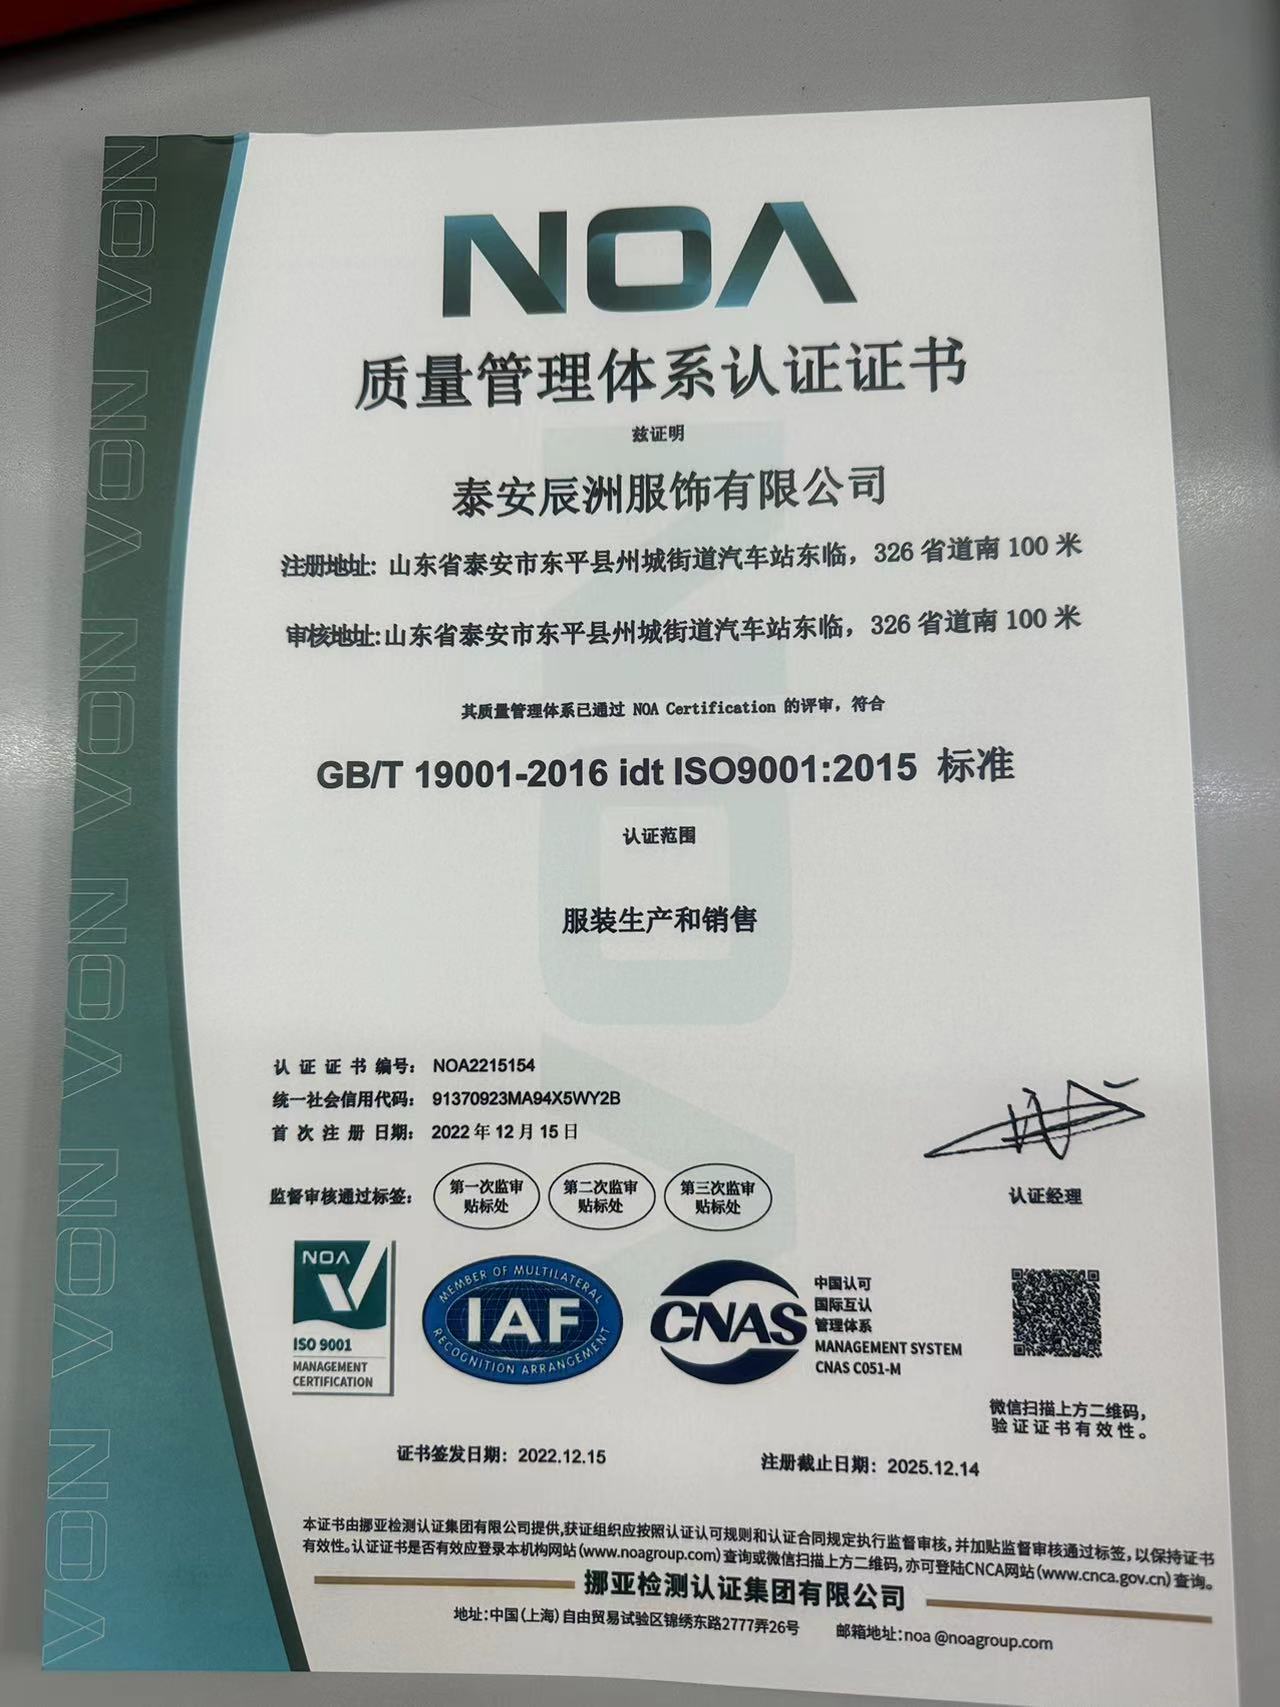 NOA
质量管理体系认证证书
兹证明
泰安辰洲服饰有限公司
注册地址: 山东省泰安市东平县州城街道汽车站东临，326 省道南 100 米
审核地址:山东省泰安市东平县州城街道汽车站东临，326 省道南 100 米
其质量管理体系已通过 NOA Certification 的评审，符合
GB/T 19001-2016 idt ISO9001:2015 标准
认证范围
服装生产和销售
认 证 证 书 编号： NOA2215154
统一社会信用代码： 91370923MA94X5WY2B
首 次 注 册 日期： 2022 年 12 月 15 日
监督审核通过标签：
第一次监审
贴标处
第二次监审
贴标处
第三次监审
贴标处
认证经理
NOA
ISO 9001
MANAGEMENT
CERTIFICATION
MEMBER OF MULTILATERAL
IAF
RECOGNITION ARRANGEMENT
CNAS
中国认可
国际互认
管理体系
MANAGEMENT SYSTEM
CNAS C051-M
微信扫描上方二维码，
验证证书有效性。
证书签发日期：2022.12.15
注册截止日期：2025.12.14
本证书由挪亚检测认证集团有限公司提供,获证组织应按照认证认可规则和认证合同规定执行监督审核,并加贴监督审核通过标签,以保持证书
有效性。认证证书是否有效应登录本机构网站(www.noagroup.com)查询或微信扫描上方二维码,亦可登陆CNCA网站(www.cnca.gov.cn)查询。
挪亚检测认证集团有限公司
地址:中国(上海)自由贸易试验区锦绣东路2777弄26号 邮箱地址:noa @noagroup.com